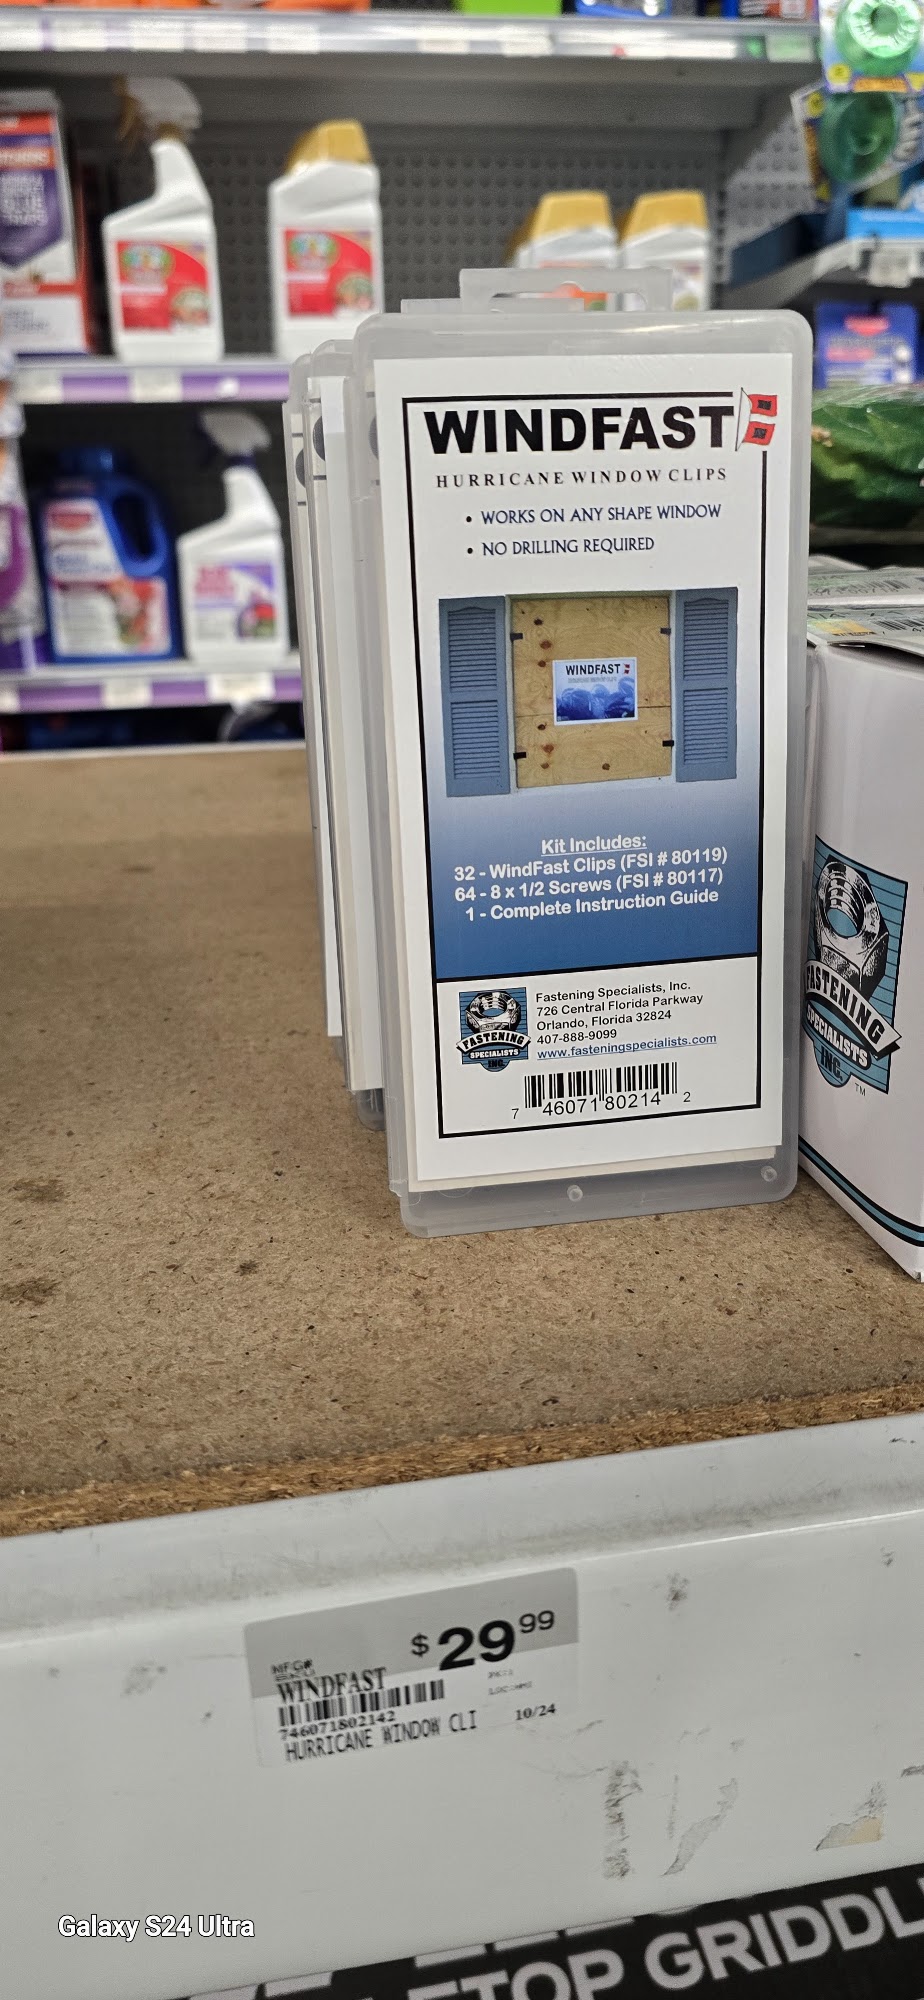 WINDFAST
HURRICANE WINDOW CLIPS
• WORKS ON ANY SHAPE WINDOW
• NO DRILLING REQUIRED
WINDFAST
Kit Includes:
32 - WindFast Clips (FSI # 80119)
64 - 8 x 1/2 Screws (FSI # 80117)
1 - Complete Instruction Guide
FASTENING
SPECIALISTS
INC.
Fastening Specialists, Inc.
726 Central Florida Parkway
Orlando, Florida 32824
407-888-9099
www.fasteningspecialists.com
7 46071 80214 2
FASTENING
SPECIALISTS
INC.
TM
$29.99
MFG#
SKU
WINDFAST
746071802142
10/24
HURRICANE WINDOW CLI
Galaxy S24 Ultra
TOP GRIDDL